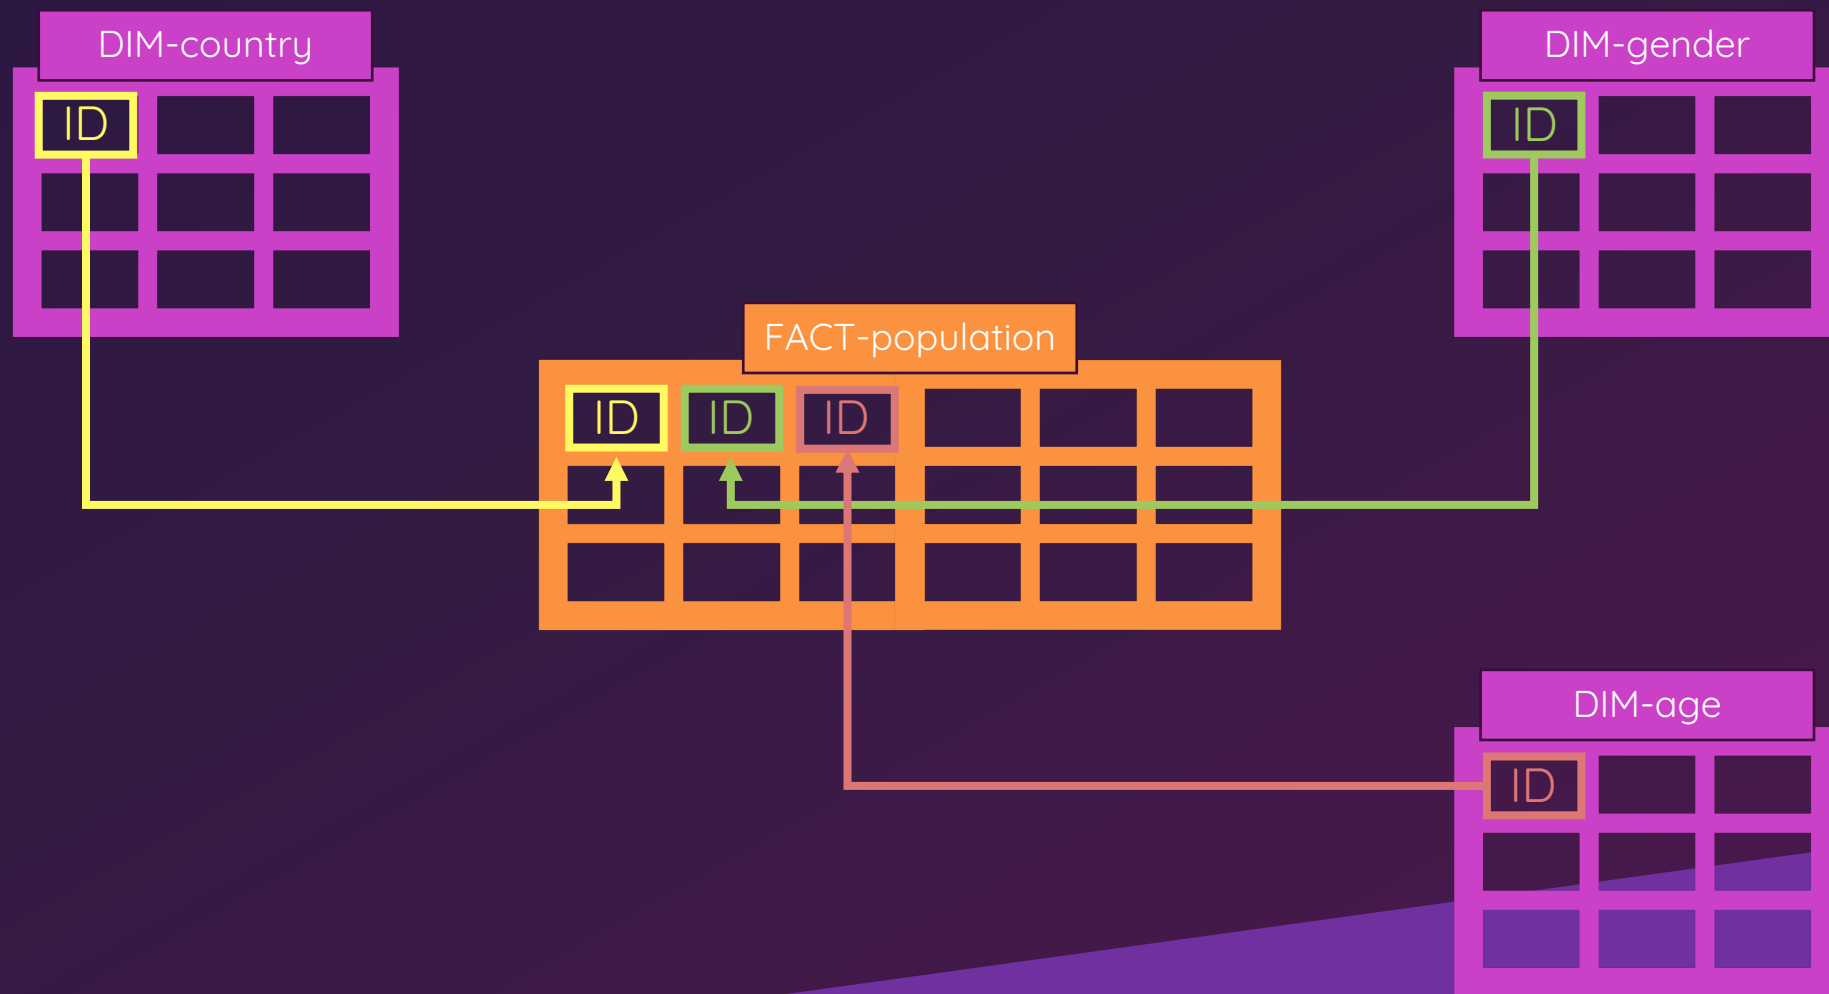 DIM-country
ID
DIM-gender
ID
FACT-population
ID ID ID
DIM-age
ID